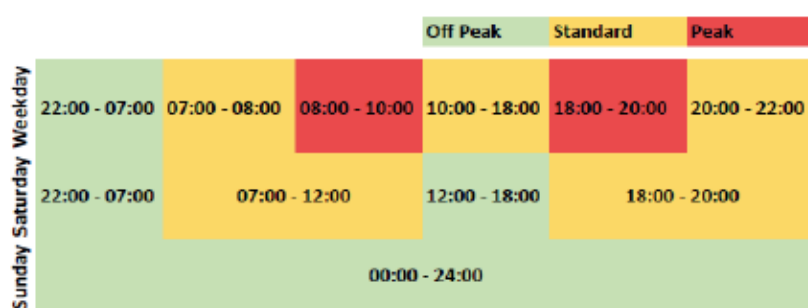 Off Peak Standard Peak
Weekday 22:00 - 07:00 07:00 - 08:00 08:00 - 10:00 10:00 - 18:00 18:00 - 20:00 20:00 - 22:00
Saturday 22:00 - 07:00 07:00 - 12:00 12:00 - 18:00 18:00 - 20:00
Sunday 00:00 - 24:00